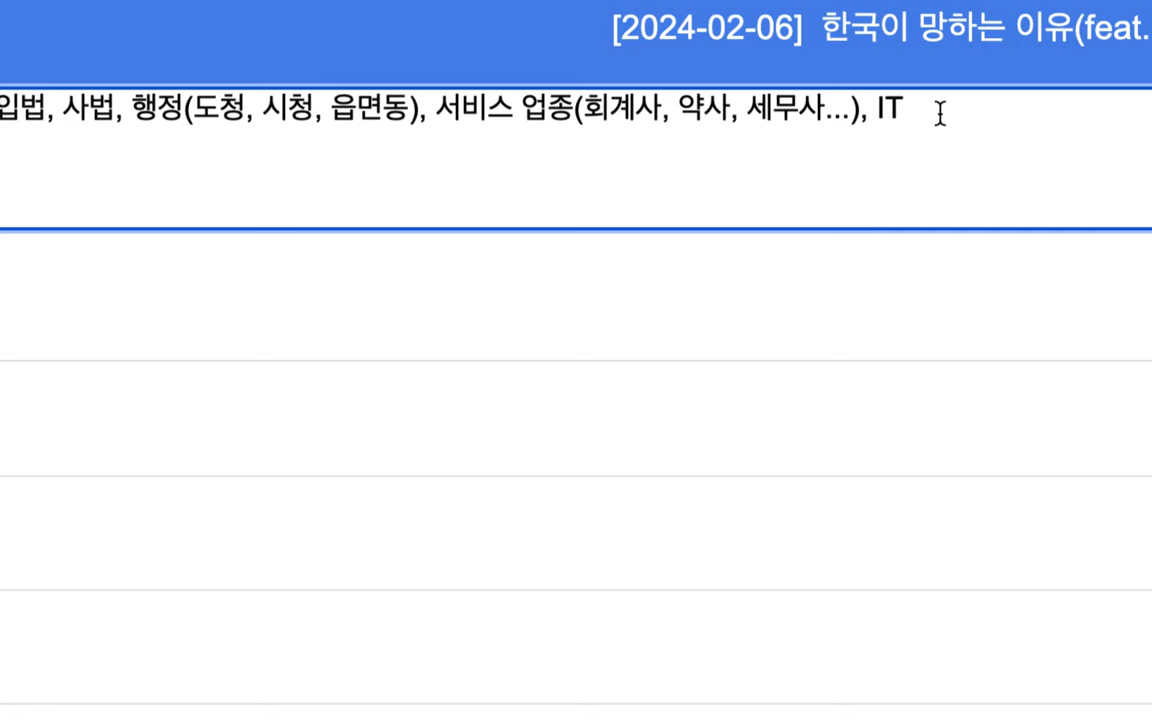 [2024-02-06] 한국이 망하는 이유(feat.
입법, 사법, 행정(도청, 시청, 읍면동), 서비스 업종(회계사, 약사, 세무사...), IT